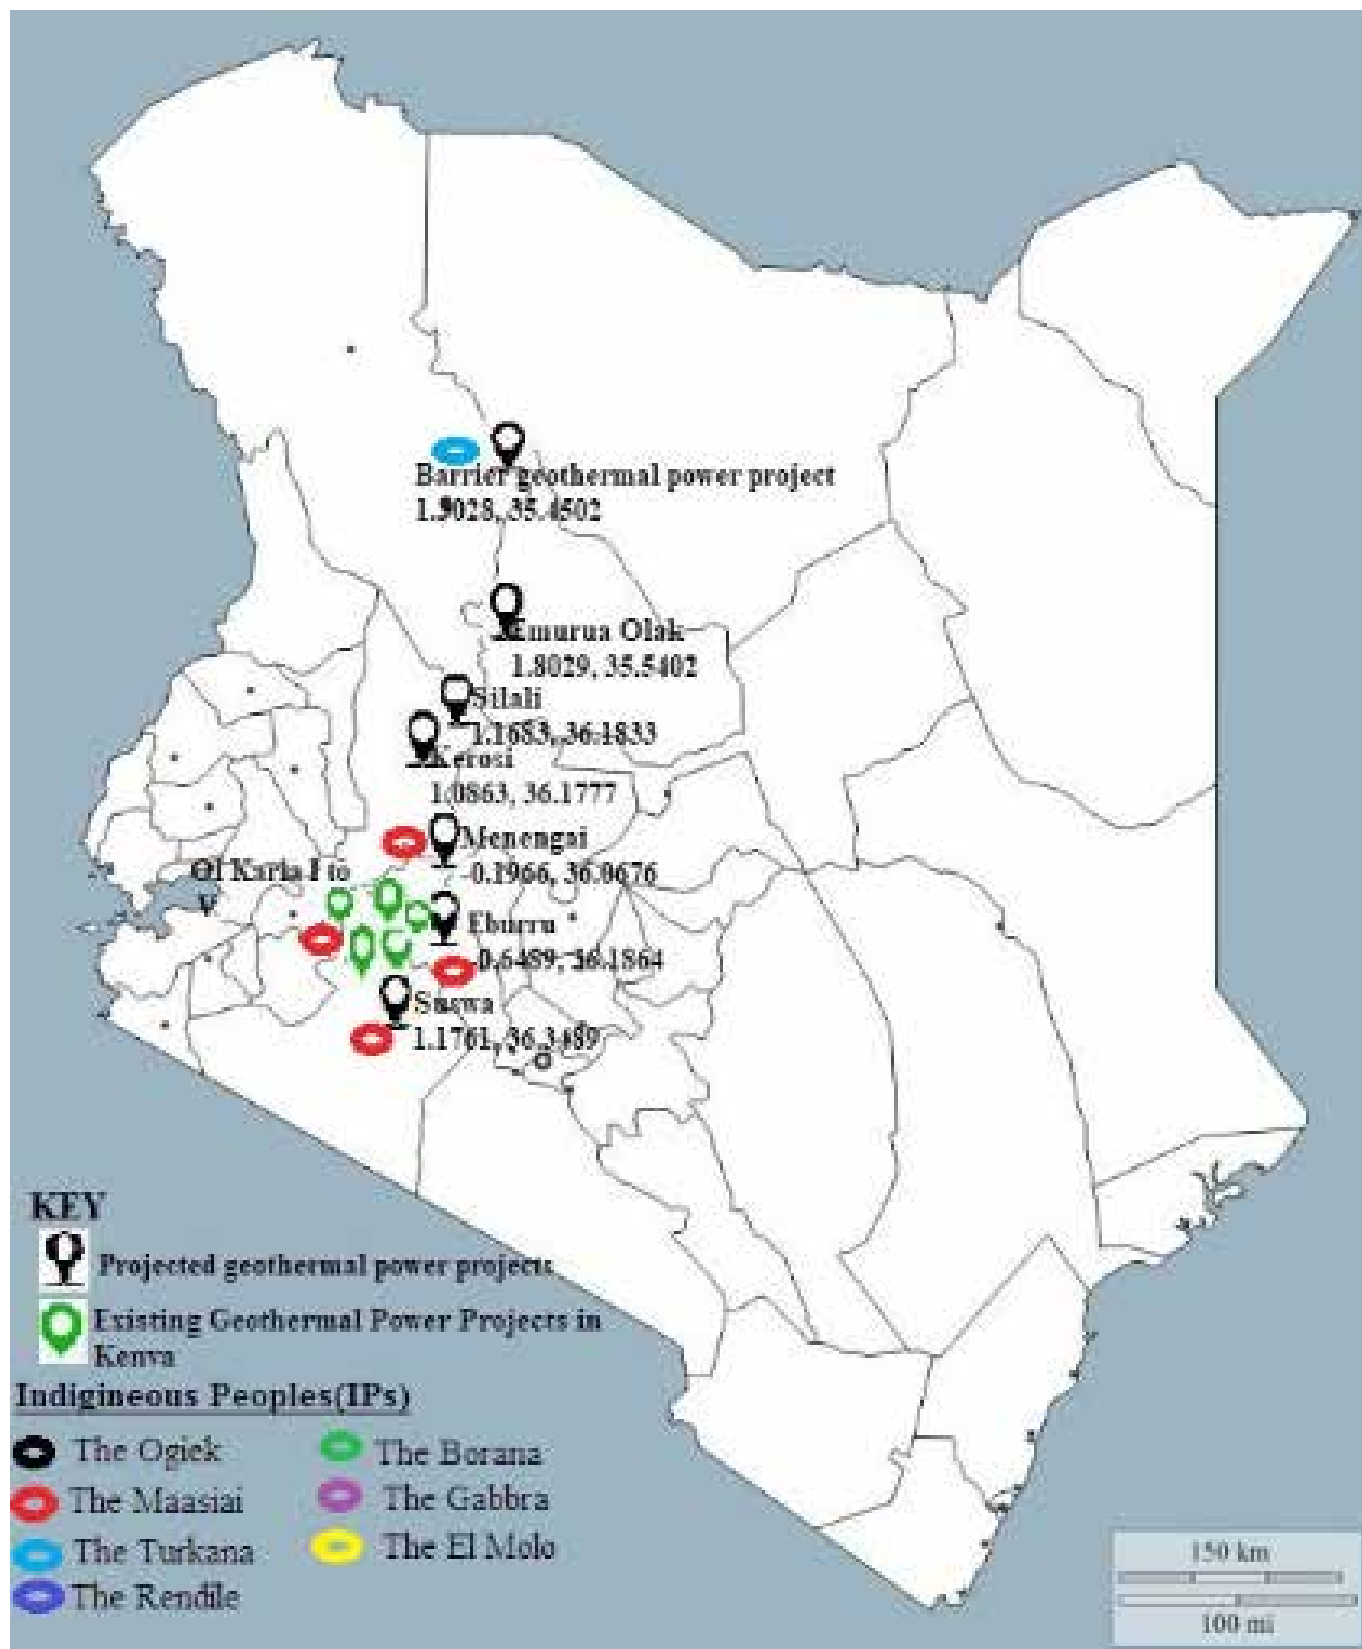 Barrier geothermal power project
1.9028, 35.4502
Emurua Olak
1.8029, 35.5402
Silali
1.1683, 36.1833
Kerosi
1.0863, 36.1777
Menengai
-0.1966, 36.0676
Ol Karia I to
V
Eburru
-0.6489, 36.1864
Suswa
1.1761, 36.3489
KEY
Projected geothermal power projects
Existing Geothermal Power Projects in
Kenya
Indigineous Peoples(IPs)
The Ogiek
The Borana
The Maasiai
The Gabbra
The Turkana
The El Molo
The Rendile
150 km
100 mi